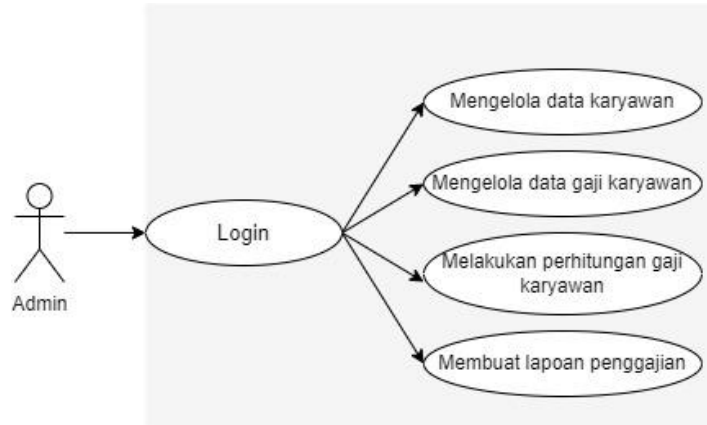 Mengelola data karyawan
Mengelola data gaji karyawan
Login
Melakukan perhitungan gaji
karyawan
Admin
Membuat lapoan penggajian